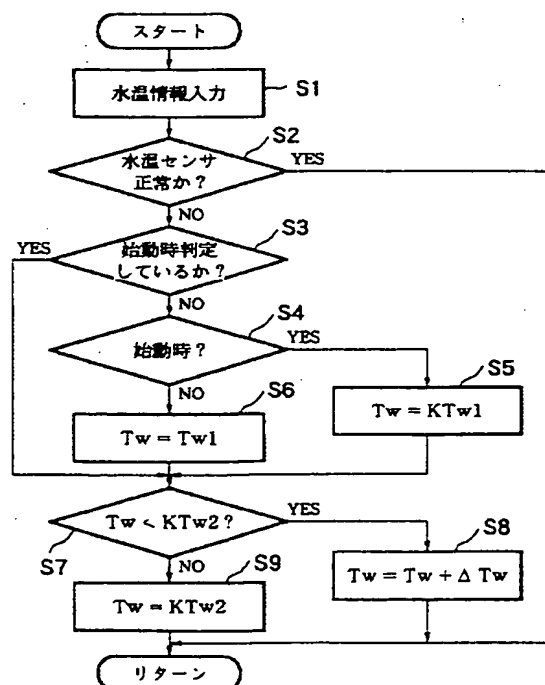 スタート
水温情報入力
S1
S2
水温センサ
正常か？
YES
NO
S3
YES
始動時判定
しているか？
NO
S4
始動時？
YES
NO
S5
Tw = KTw1
S6
Tw = Tw1
Tw < KTw2？
YES
S7
NO
S8
Tw = Tw + Δ Tw
S9
Tw = KTw2
リターン